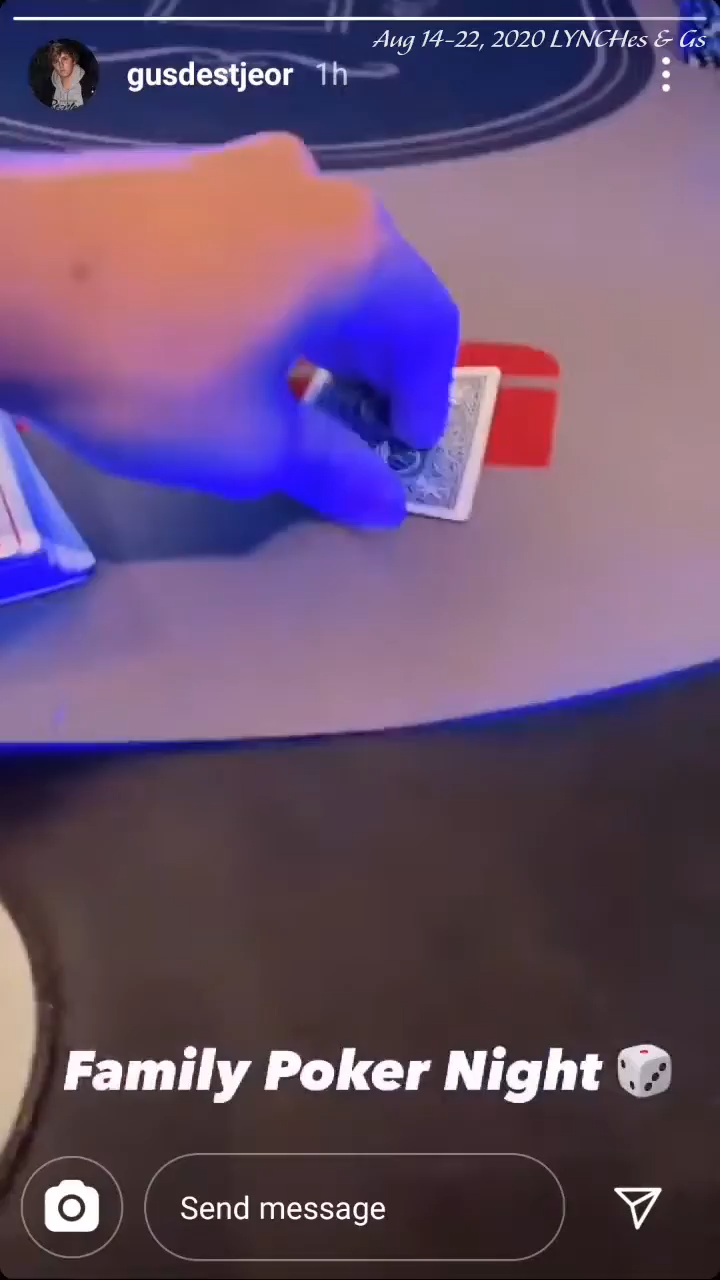 Aug 14-22, 2020 LYNCHes & Gs
gusdestjeor 1h
Family Poker Night
Send message